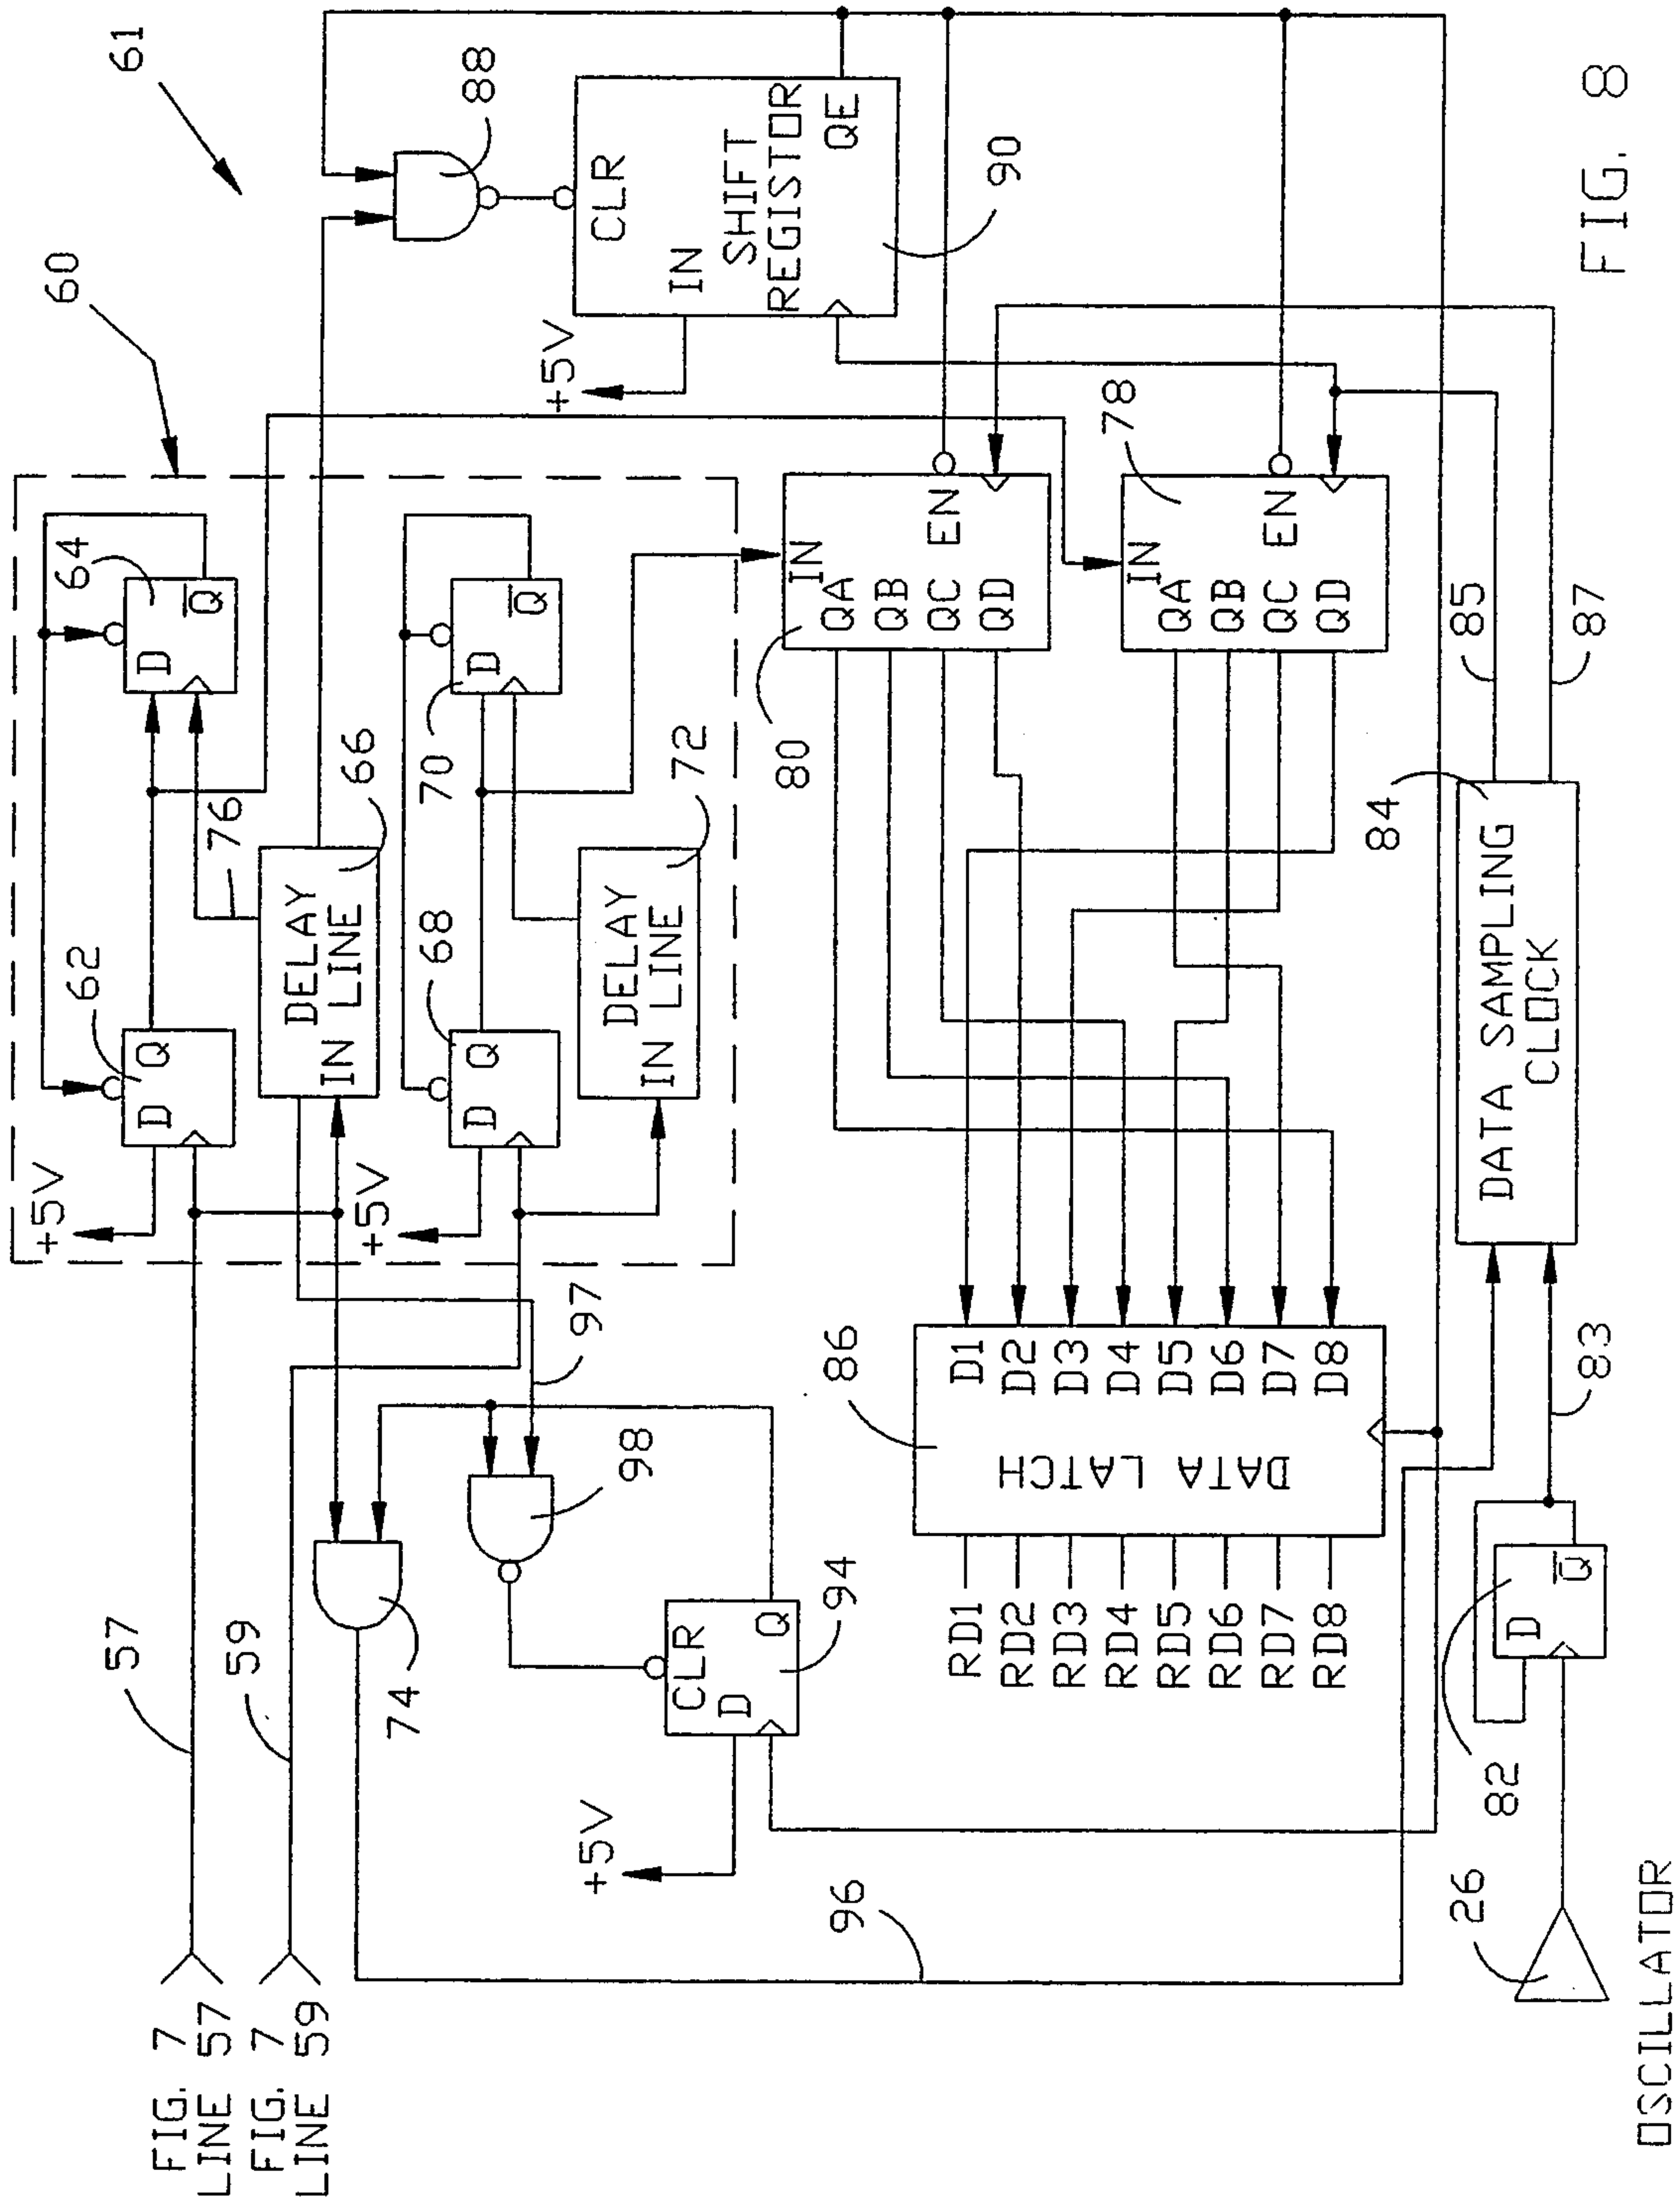 FIG. 7
LINE 57
FIG. 7
LINE 59
57
59
61
60
+5V
62
D
Q
64
D
Q
76
DELAY
LINE
IN
66
+5V
68
D
Q
70
D
Q
DELAY
LINE
IN
72
88
CLR
IN
SHIFT
REGISTOR
QE
90
+5V
74
97
98
CLR
D
Q
94
+5V
96
80
IN
QA
QB
QC
QD
EN
78
IN
QA
QB
QC
QD
EN
86
DATA LATCH
D1
D2
D3
D4
D5
D6
D7
D8
RD1
RD2
RD3
RD4
RD5
RD6
RD7
RD8
84
DATA SAMPLING
CLOCK
85
87
83
D
Q
82
26
OSCILLATOR
FIG. 8